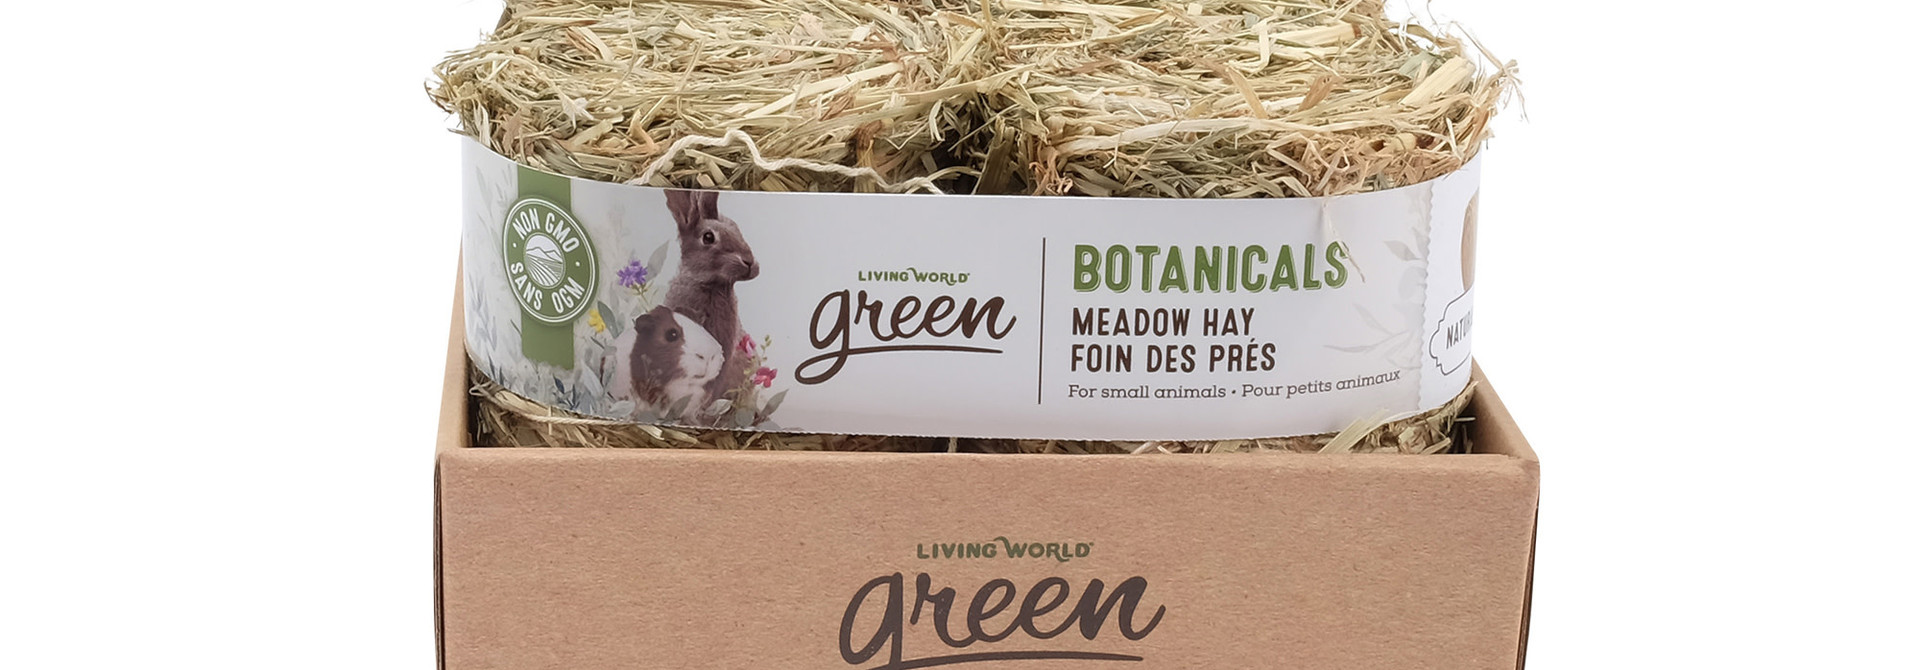 NON GMO
SANS OGM
LIVING WORLD
green
BOTANICALS
MEADOW HAY
FOIN DES PRÉS
For small animals • Pour petits animaux
LIVING WORLD
green